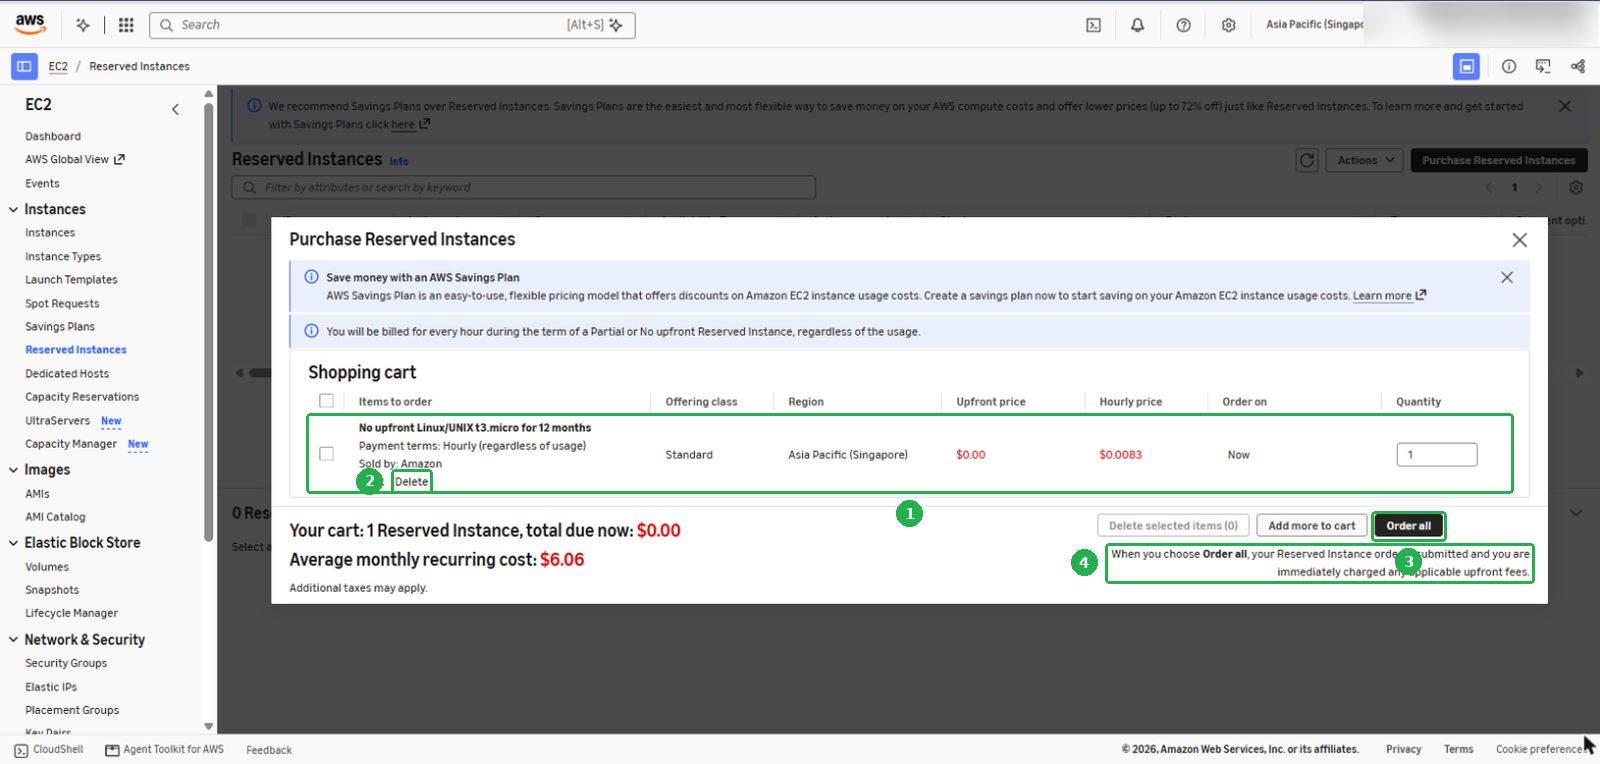 aws
Search
[Alt+S]
Asia Pacific (Singapo
EC2 / Reserved Instances
EC2
Dashboard
AWS Global View
Events
Instances
Instances
Instance Types
Launch Templates
Spot Requests
Savings Plans
Reserved Instances
Dedicated Hosts
Capacity Reservations
UltraServers New
Capacity Manager New
Images
AMIs
AMI Catalog
Elastic Block Store
Volumes
Snapshots
Lifecycle Manager
Network & Security
Security Groups
Elastic IPs
Placement Groups
Key Pairs
We recommend Savings Plans over Reserved Instances. Savings Plans are the easiest and most flexible way to save money on your AWS compute costs and offer lower prices (up to 72% off) just like Reserved Instances. To learn more and get started
with Savings Plans click here
Reserved Instances Info
Actions
Purchase Reserved Instances
Filter by attributes or search by keyword
1
Purchase Reserved Instances
Save money with an AWS Savings Plan
AWS Savings Plan is an easy-to-use, flexible pricing model that offers discounts on Amazon EC2 instance usage costs. Create a savings plan now to start saving on your Amazon EC2 instance usage costs. Learn more
You will be billed for every hour during the term of a Partial or No upfront Reserved Instance, regardless of the usage.
Shopping cart
Items to order Offering class Region Upfront price Hourly price Order on Quantity
No upfront Linux/UNIX t3.micro for 12 months
Payment terms: Hourly (regardless of usage)
Sold by: Amazon
2 Delete
Standard Asia Pacific (Singapore) $0.00 $0.0083 Now 1
1
Your cart: 1 Reserved Instance, total due now: $0.00
Average monthly recurring cost: $6.06
Additional taxes may apply.
Delete selected items (0)
Add more to cart
Order all
4
3
When you choose Order all, your Reserved Instance order submitted and you are
immediately charged any applicable upfront fees.
0 Res
Select a
CloudShell
Agent Toolkit for AWS
Feedback
© 2026, Amazon Web Services, Inc. or its affiliates.
Privacy
Terms
Cookie preferences